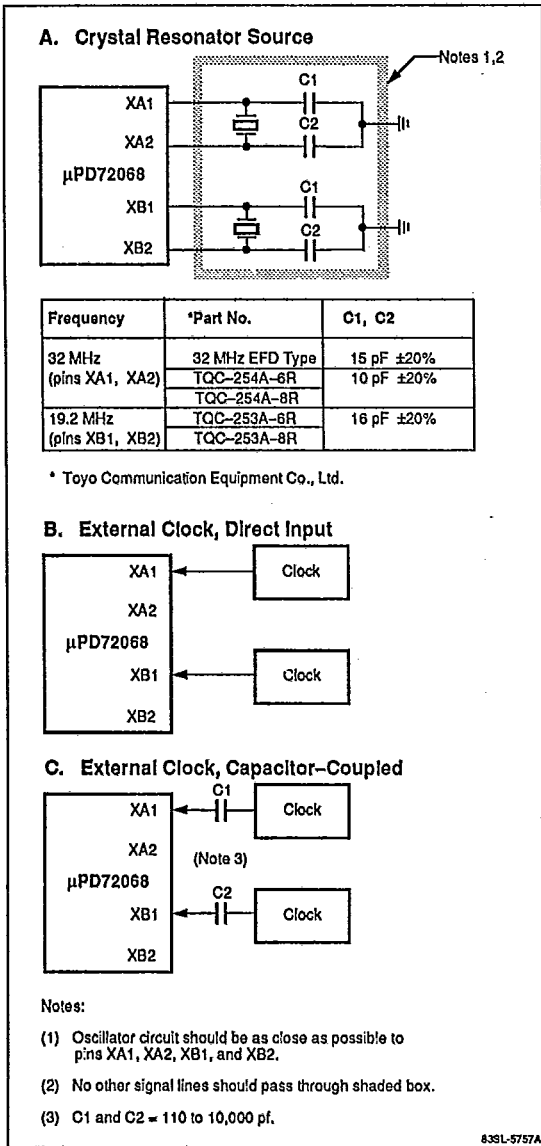 A. Crystal Resonator Source
Notes 1,2
C1
XA1
C2
XA2
µPD72068
C1
XB1
C2
XB2
Frequency *Part No. C1, C2
32 MHz 32 MHz EFD Type 15 pF ±20%
(pins XA1, XA2) TQC-254A-6R 10 pF ±20%
TQC-254A-8R
19.2 MHz TQC-253A-6R 16 pF ±20%
(pins XB1, XB2) TQC-253A-8R
* Toyo Communication Equipment Co., Ltd.
B. External Clock, Direct Input
XA1 Clock
XA2
µPD72068
XB1 Clock
XB2
C. External Clock, Capacitor-Coupled
C1
XA1 Clock
XA2
(Note 3)
µPD72068
C2
XB1 Clock
XB2
Notes:
(1) Oscillator circuit should be as close as possible to
pins XA1, XA2, XB1, and XB2.
(2) No other signal lines should pass through shaded box.
(3) C1 and C2 = 110 to 10,000 pf.
83SL-5757A